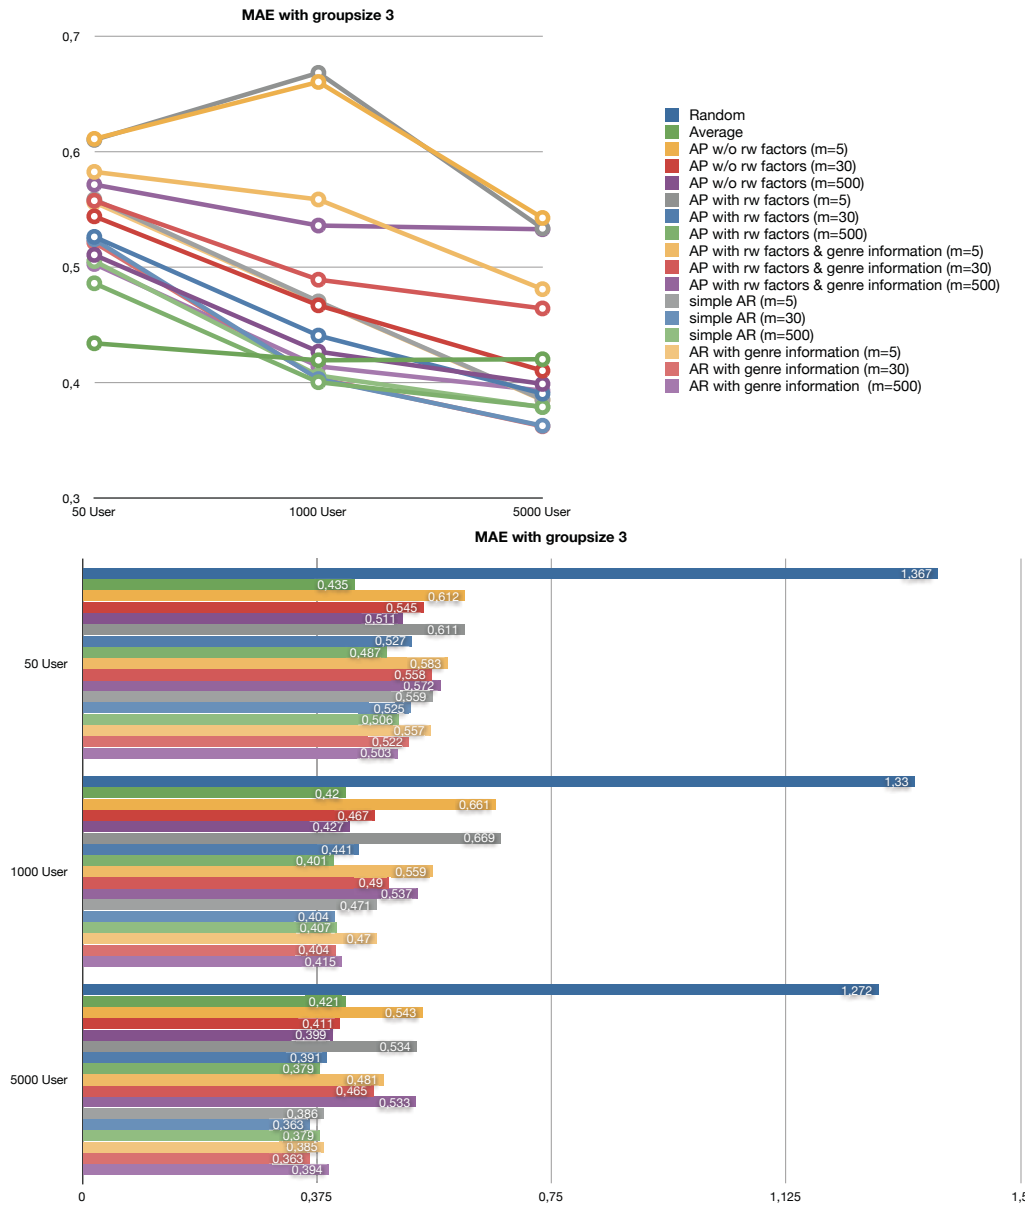 MAE with groupsize 3
0,7
0,6
0,5
0,4
0,3
50 User
1000 User
5000 User
Random
Average
AP w/o rw factors (m=5)
AP w/o rw factors (m=30)
AP w/o rw factors (m=500)
AP with rw factors (m=5)
AP with rw factors (m=30)
AP with rw factors (m=500)
AP with rw factors & genre information (m=5)
AP with rw factors & genre information (m=30)
AP with rw factors & genre information (m=500)
simple AR (m=5)
simple AR (m=30)
simple AR (m=500)
AR with genre information (m=5)
AR with genre information (m=30)
AR with genre information (m=500)
MAE with groupsize 3
50 User
1,367
0,435
0,612
0,545
0,511
0,611
0,527
0,487
0,583
0,558
0,572
0,559
0,525
0,506
0,557
0,522
0,503
1000 User
1,33
0,42
0,661
0,467
0,427
0,669
0,441
0,401
0,559
0,49
0,537
0,471
0,404
0,407
0,47
0,404
0,415
5000 User
1,272
0,421
0,543
0,411
0,399
0,534
0,391
0,379
0,481
0,465
0,533
0,386
0,363
0,379
0,385
0,363
0,394
0
0,375
0,75
1,125